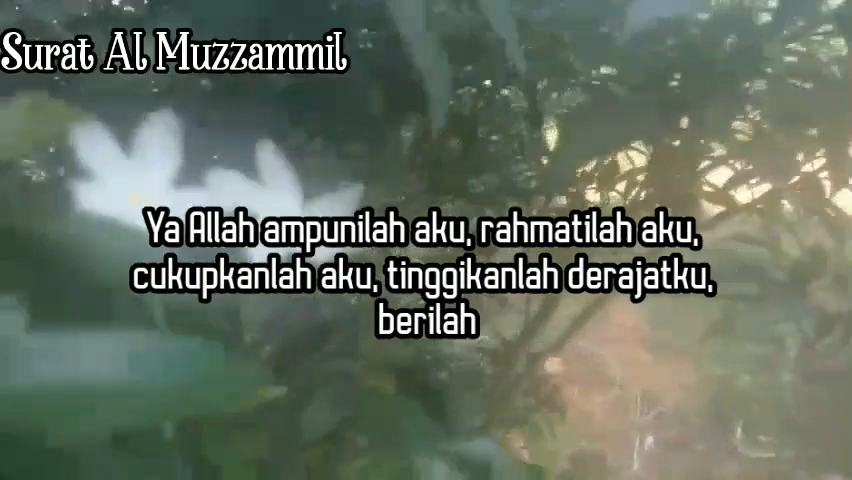 Surat Al Muzzammil
Ya Allah ampunilah aku, rahmatilah aku,
cukupkanlah aku, tinggikanlah derajatku,
berilah